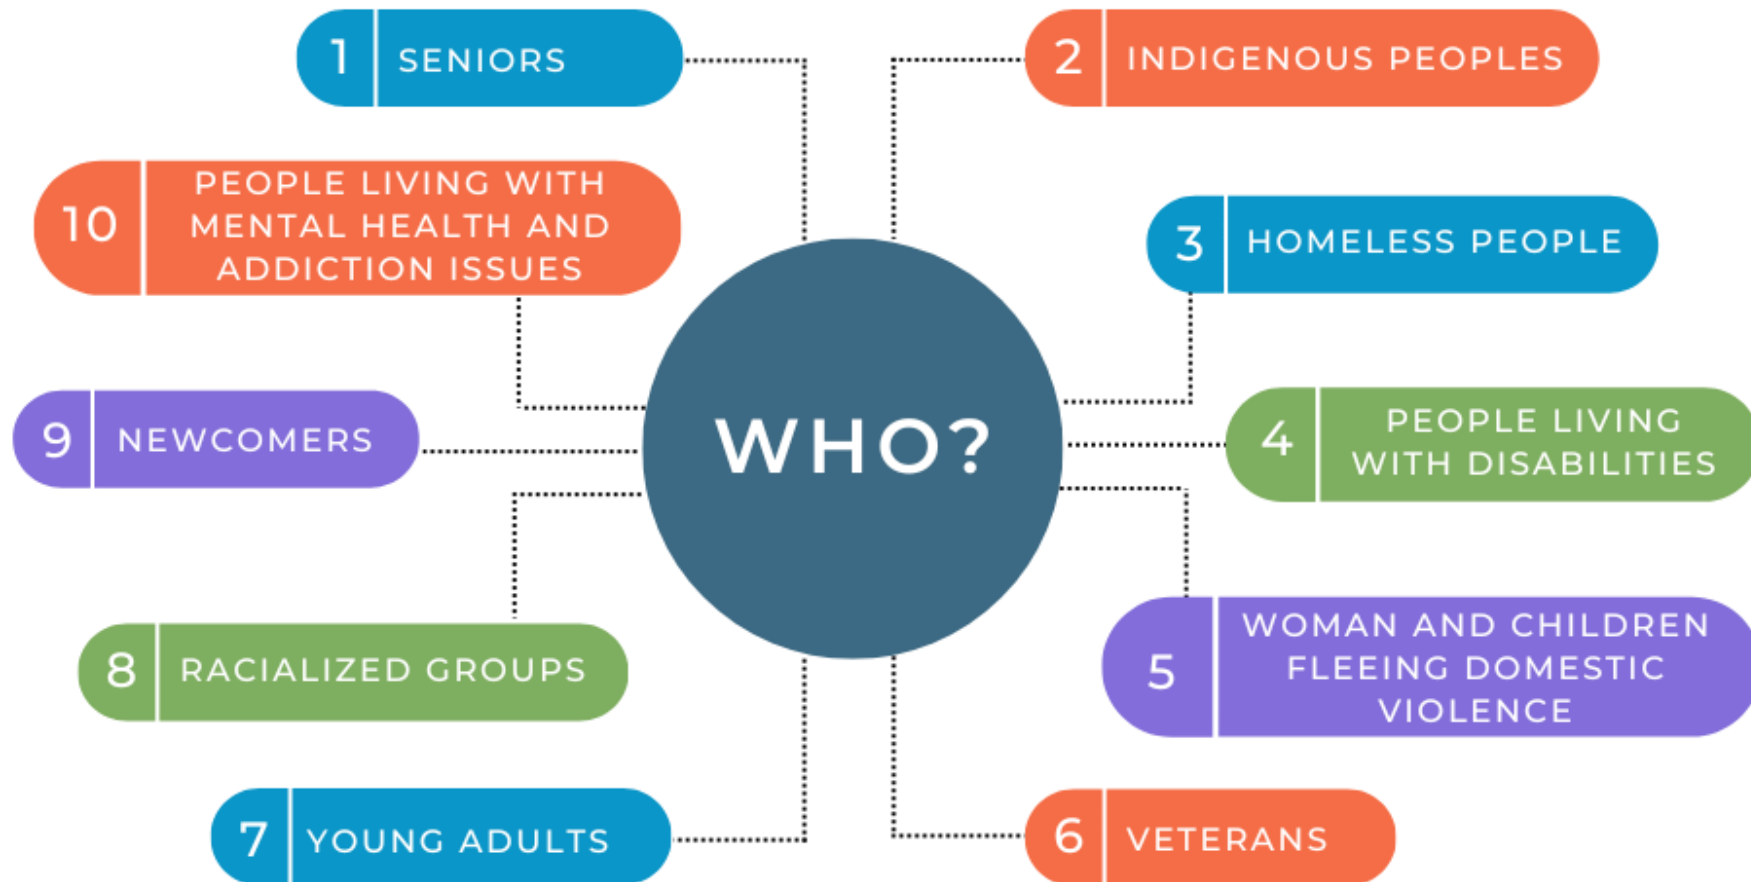 1 SENIORS
2 INDIGENOUS PEOPLES
3 HOMELESS PEOPLE
4 PEOPLE LIVING
WITH DISABILITIES
5 WOMAN AND CHILDREN
FLEEING DOMESTIC
VIOLENCE
6 VETERANS
7 YOUNG ADULTS
8 RACIALIZED GROUPS
9 NEWCOMERS
10 PEOPLE LIVING WITH
MENTAL HEALTH AND
ADDICTION ISSUES
WHO?